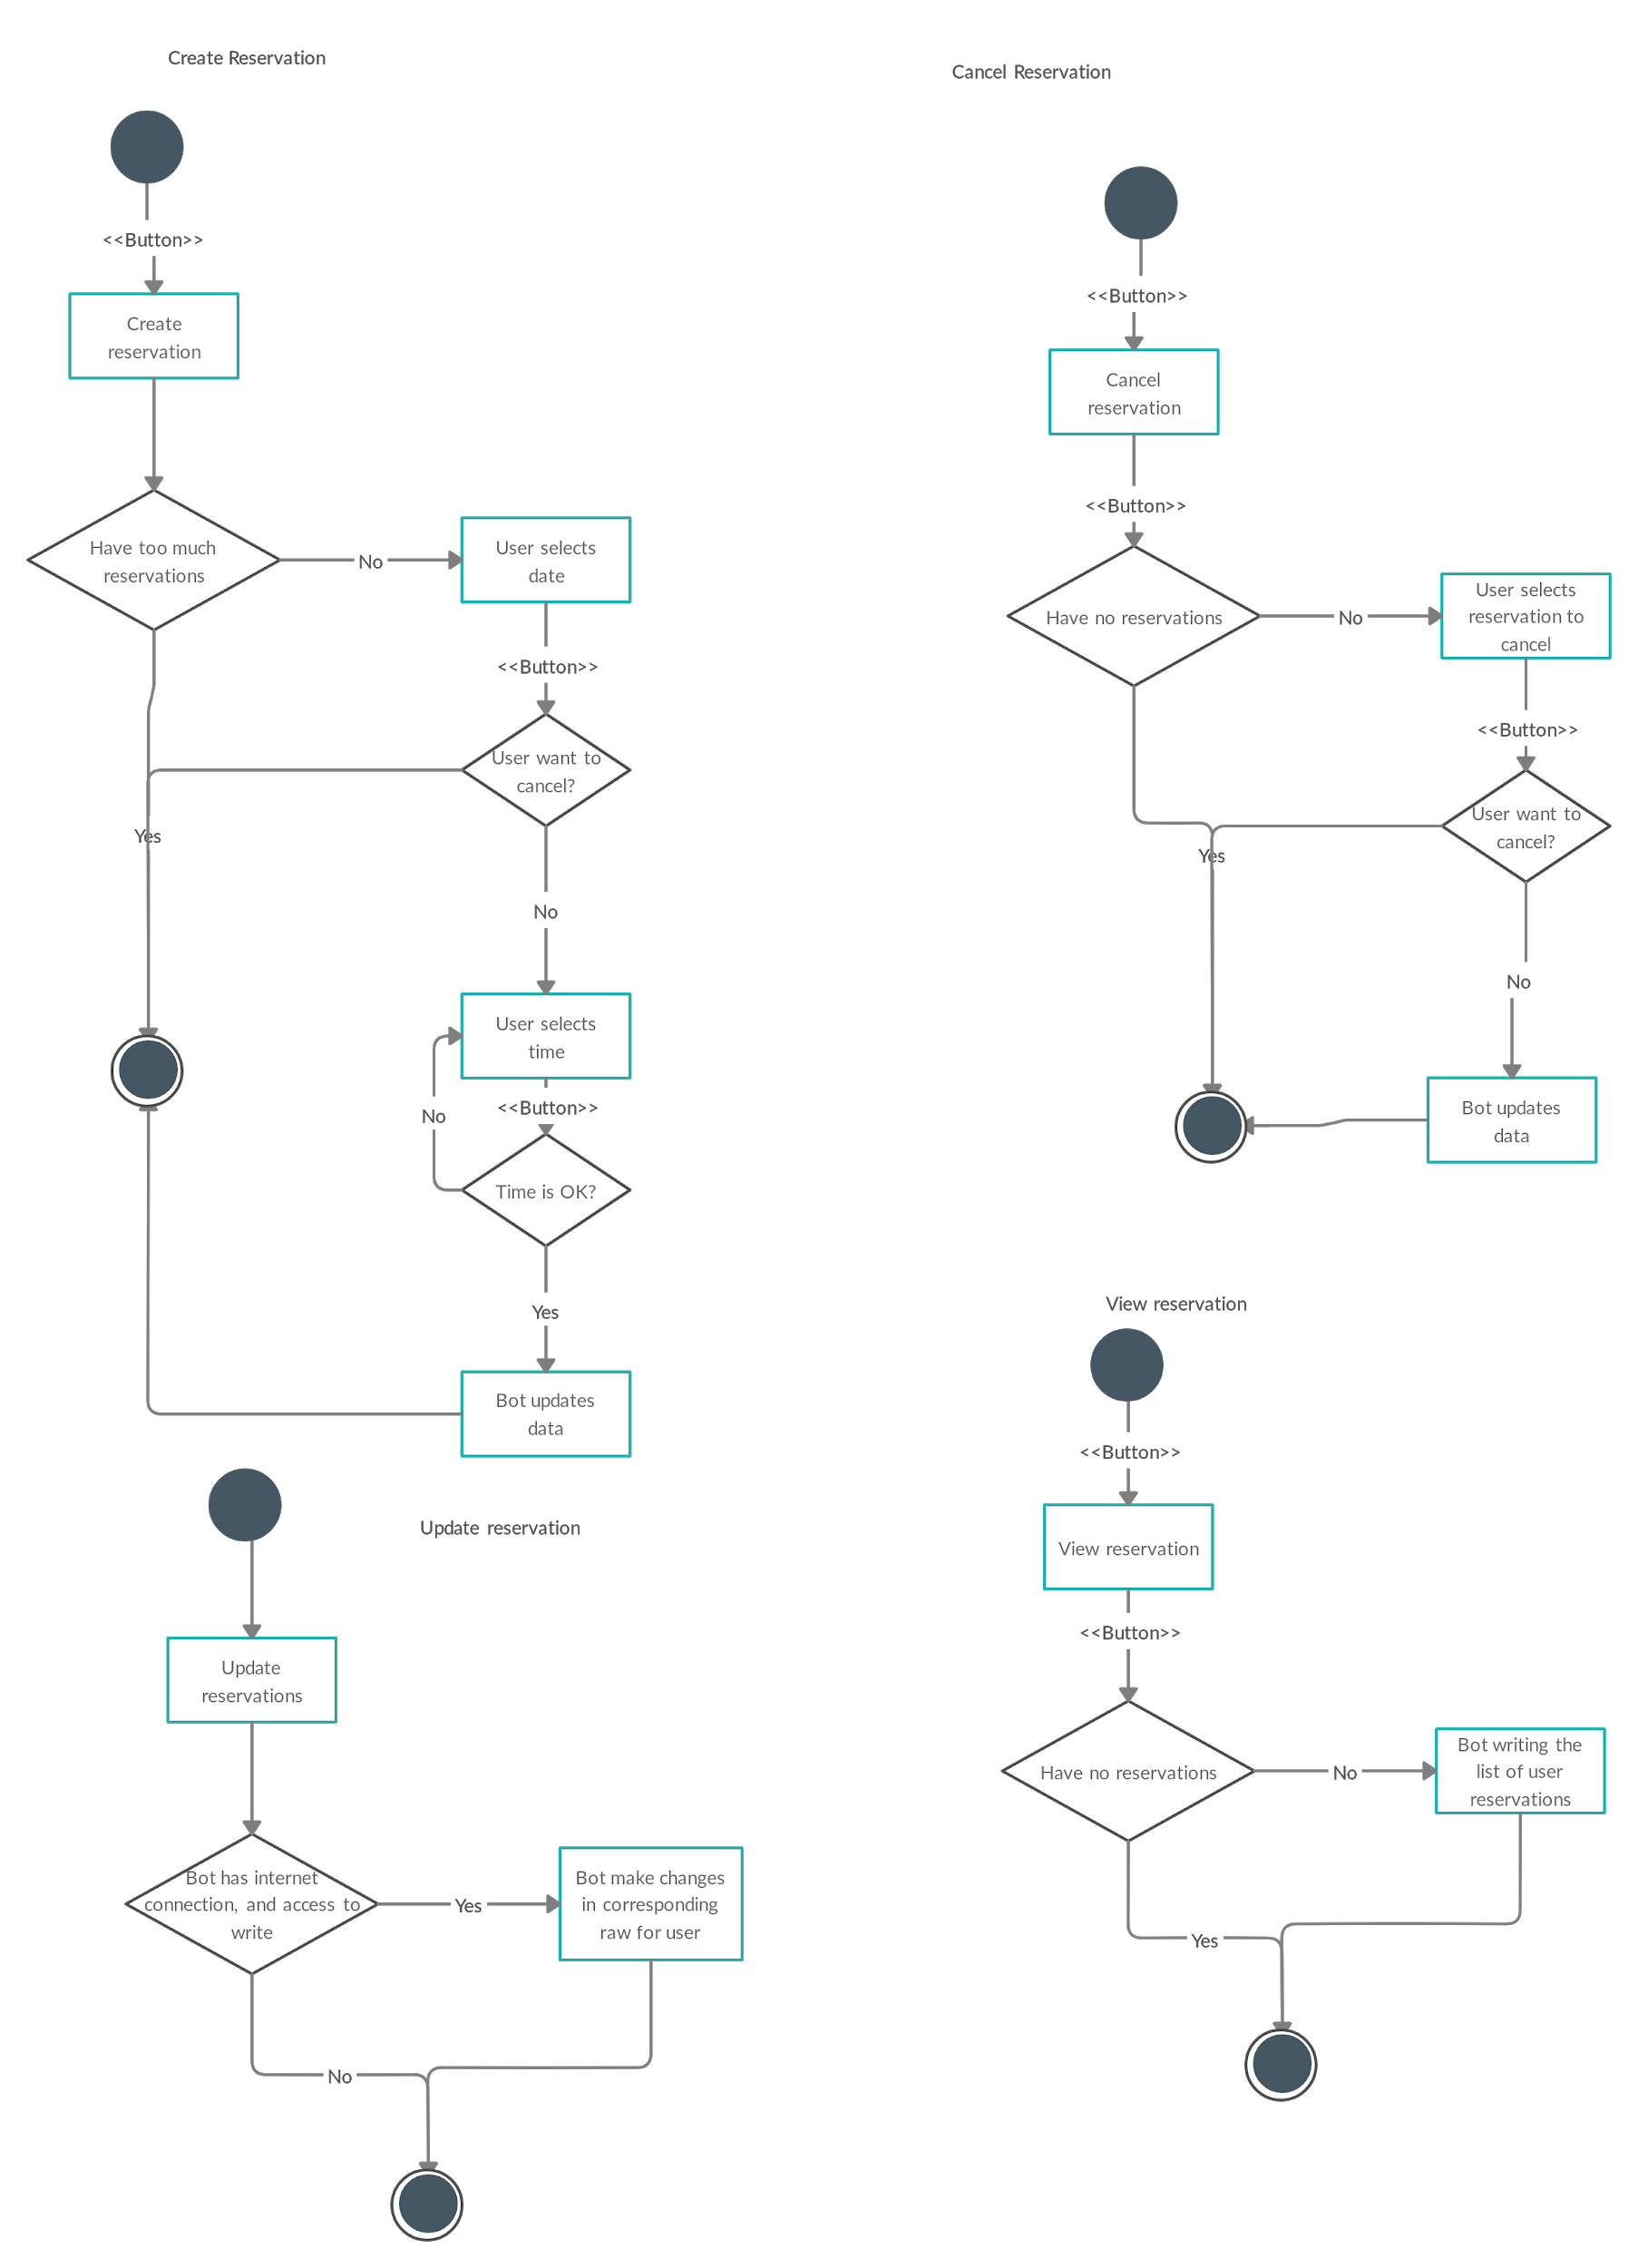 Create Reservation
<<Button>>
Create
reservation
Have too much
reservations
No
User selects
date
<<Button>>
User want to
cancel?
Yes
No
User selects
time
No
<<Button>>
Time is OK?
Yes
Bot updates
data
Cancel Reservation
<<Button>>
Cancel
reservation
<<Button>>
Have no reservations
No
User selects
reservation to
cancel
<<Button>>
User want to
cancel?
Yes
No
Bot updates
data
Update reservation
Update
reservations
Bot has internet
connection, and access to
write
Yes
Bot make changes
in corresponding
raw for user
No
View reservation
<<Button>>
View reservation
<<Button>>
Have no reservations
No
Bot writing the
list of user
reservations
Yes